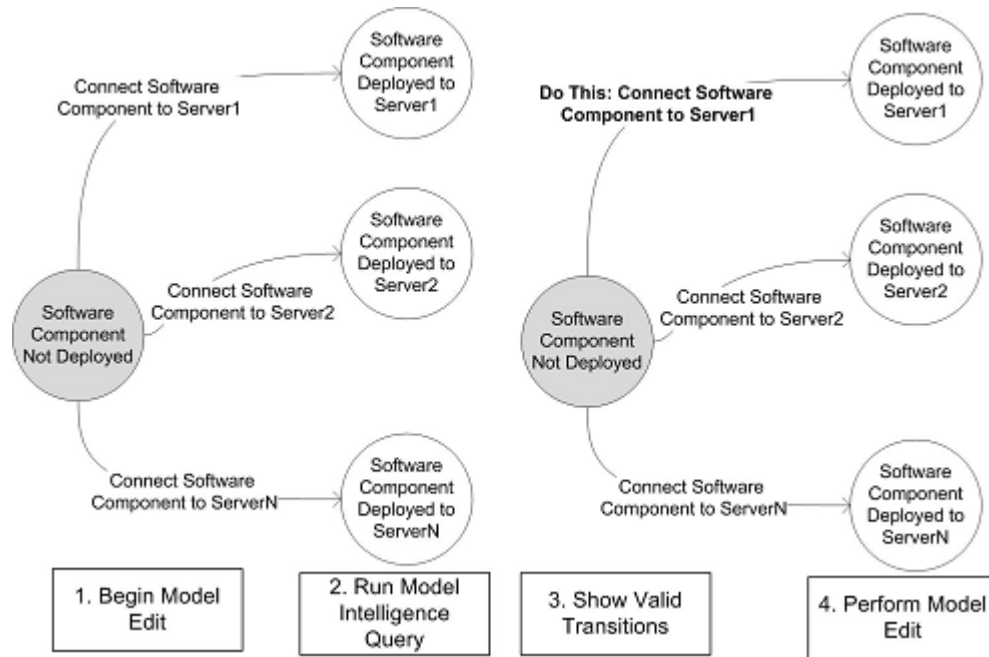 Software
Component
Deployed to
Server1
Connect Software
Component to Server1
Software
Component
Deployed to
Server2
Connect Software
Component to Server2
Software
Component
Not Deployed
Connect Software
Component to ServerN
Software
Component
Deployed to
ServerN
1. Begin Model
Edit
2. Run Model
Intelligence
Query
Software
Component
Deployed to
Server1
Do This: Connect Software
Component to Server1
Software
Component
Deployed to
Server2
Connect Software
Component to Server2
Software
Component
Not Deployed
Connect Software
Component to ServerN
Software
Component
Deployed to
ServerN
3. Show Valid
Transitions
4. Perform Model
Edit